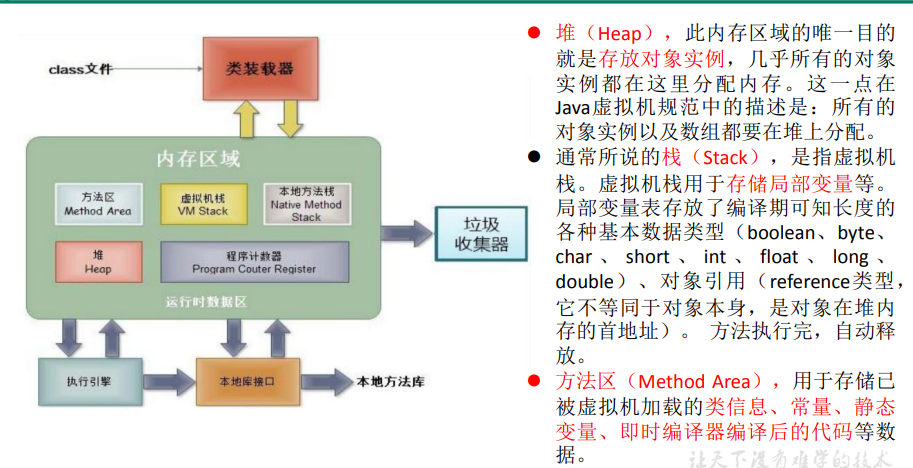 class文件
类装载器
内存区域
方法区
Method Area
虚拟机栈
VM Stack
本地方法栈
Native Method
Stack
堆
Heap
程序计数器
Program Couter Register
运行时数据区
垃圾
收集器
执行引擎
本地库接口
本地方法库
堆（Heap），此内存区域的唯一目的
就是存放对象实例，几乎所有的对象
实例都在这里分配内存。这一点在
Java虚拟机规范中的描述是：所有的
对象实例以及数组都要在堆上分配。
通常所说的栈（Stack），是指虚拟机
栈。虚拟机栈用于存储局部变量等。
局部变量表存放了编译期可知长度的
各种基本数据类型（boolean、byte、
char、short、int、float、long、
double）、对象引用（reference类型，
它不等同于对象本身，是对象在堆内
存的首地址）。 方法执行完，自动释
放。
方法区（Method Area），用于存储已
被虚拟机加载的类信息、常量、静态
变量、即时编译器编译后的代码等数
据。
让天下没有难学的技术